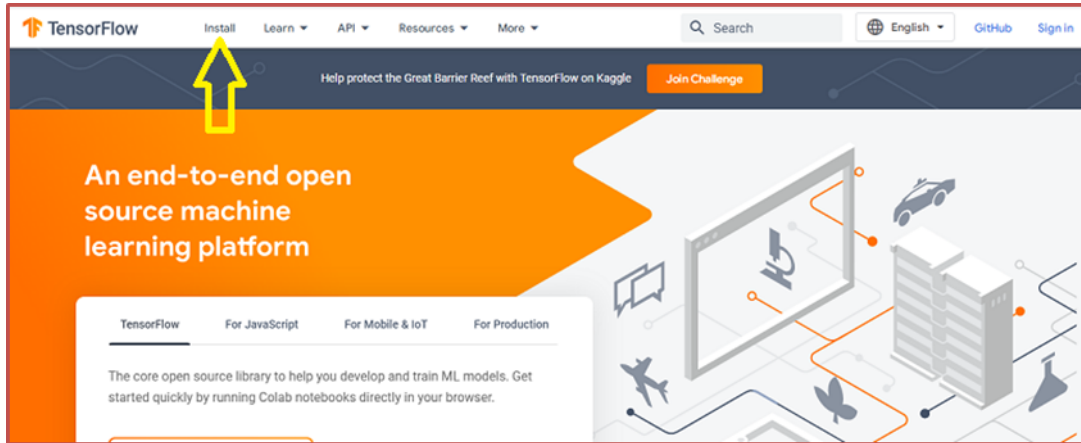 TensorFlow Install Learn API Resources More Search English GitHub Sign in
Help protect the Great Barrier Reef with TensorFlow on Kaggle Join Challenge
An end-to-end open
source machine
learning platform
TensorFlow For JavaScript For Mobile & IoT For Production
The core open source library to help you develop and train ML models. Get
started quickly by running Colab notebooks directly in your browser.